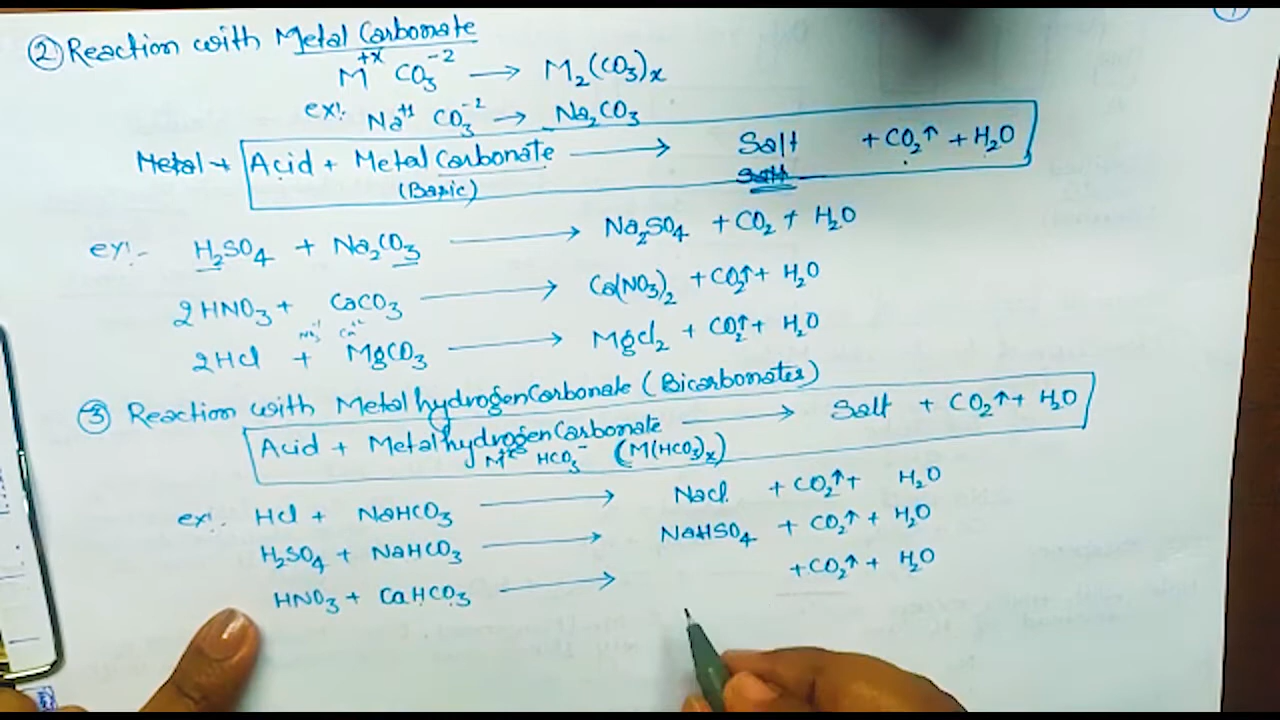 ② Reaction with Metal Carbonate
M⁺ˣ CO₃⁻² → M₂(CO₃)ₓ
ex:- Na⁺¹ CO₃⁻² → Na₂CO₃
Metal + Acid + Metal Carbonate → Salt + CO₂↑ + H₂O
(Basic) Salt
ex:- H₂SO₄ + Na₂CO₃ → Na₂SO₄ + CO₂ + H₂O
2HNO₃ + CaCO₃ → Ca(NO₃)₂ + CO₂↑ + H₂O
2HCl + MgCO₃ → MgCl₂ + CO₂↑ + H₂O
③ Reaction with Metal hydrogen Carbonate (Bicarbonates)
Acid + Metal hydrogen Carbonate → Salt + CO₂↑ + H₂O
M⁺ˣ HCO₃⁻ (M(HCO₃)ₓ)
ex:- HCl + NaHCO₃ → NaCl + CO₂↑ + H₂O
H₂SO₄ + NaHCO₃ → NaHSO₄ + CO₂↑ + H₂O
HNO₃ + CaHCO₃ → + CO₂↑ + H₂O